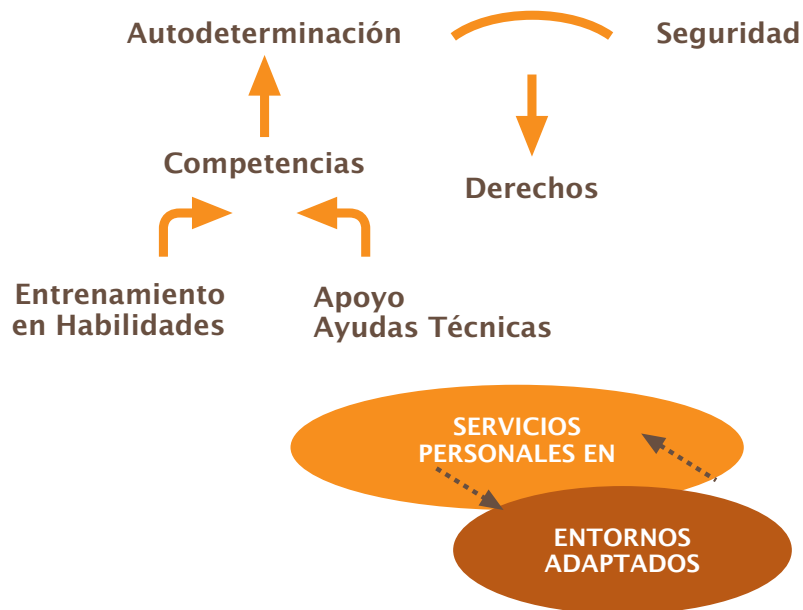 Autodeterminación
Seguridad
Competencias
Derechos
Entrenamiento
en Habilidades
Apoyo
Ayudas Técnicas
SERVICIOS
PERSONALES EN
ENTORNOS
ADAPTADOS